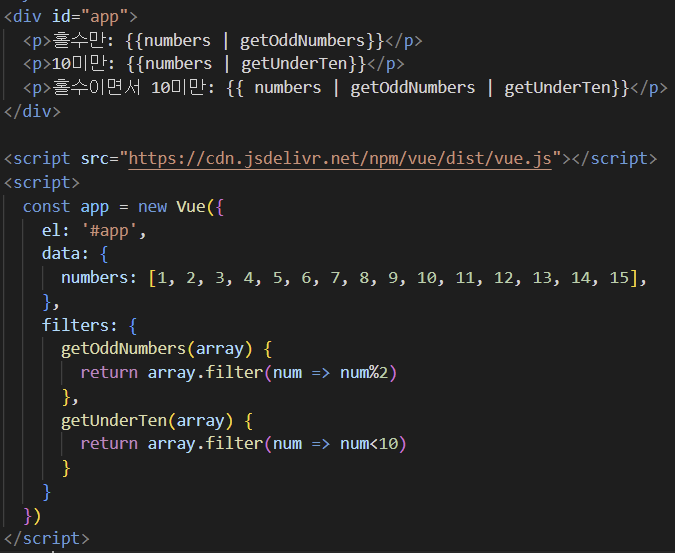 <div id="app">
  <p>홀수만: {{numbers | getOddNumbers}}</p>
  <p>10미만: {{numbers | getUnderTen}}</p>
  <p>홀수이면서 10미만: {{ numbers | getOddNumbers | getUnderTen}}</p>
</div>

<script src="https://cdn.jsdelivr.net/npm/vue/dist/vue.js"></script>
<script>
  const app = new Vue({
    el: '#app',
    data: {
      numbers: [1, 2, 3, 4, 5, 6, 7, 8, 9, 10, 11, 12, 13, 14, 15],
    },
    filters: {
      getOddNumbers(array) {
        return array.filter(num => num%2)
      },
      getUnderTen(array) {
        return array.filter(num => num<10)
      }
    }
  })
</script>